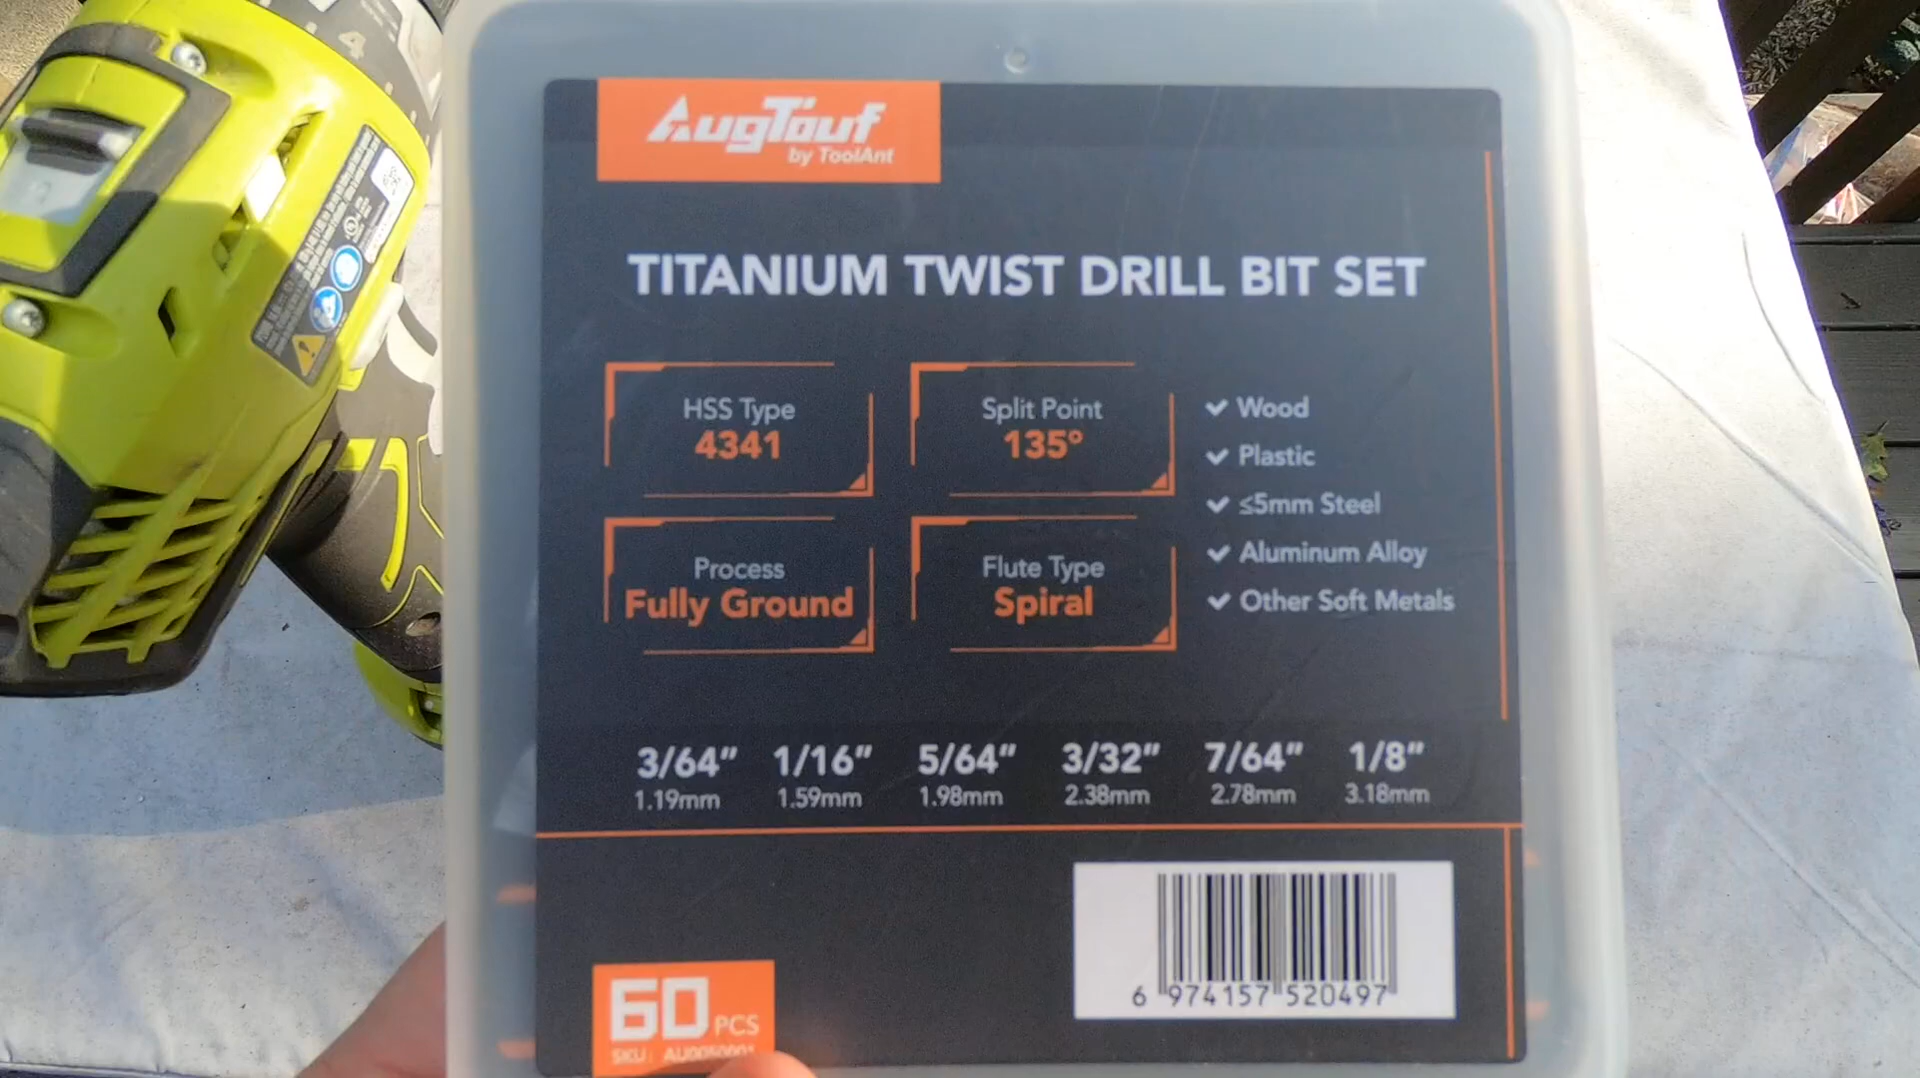 AugTouf
by ToolAnt
TITANIUM TWIST DRILL BIT SET
HSS Type
4341
Split Point
135°
Process
Fully Ground
Flute Type
Spiral
Wood
Plastic
≤5mm Steel
Aluminum Alloy
Other Soft Metals
3/64" 1/16" 5/64" 3/32" 7/64" 1/8"
1.19mm 1.59mm 1.98mm 2.38mm 2.78mm 3.18mm
60 PCS
SKU:
6 974157 520497
4